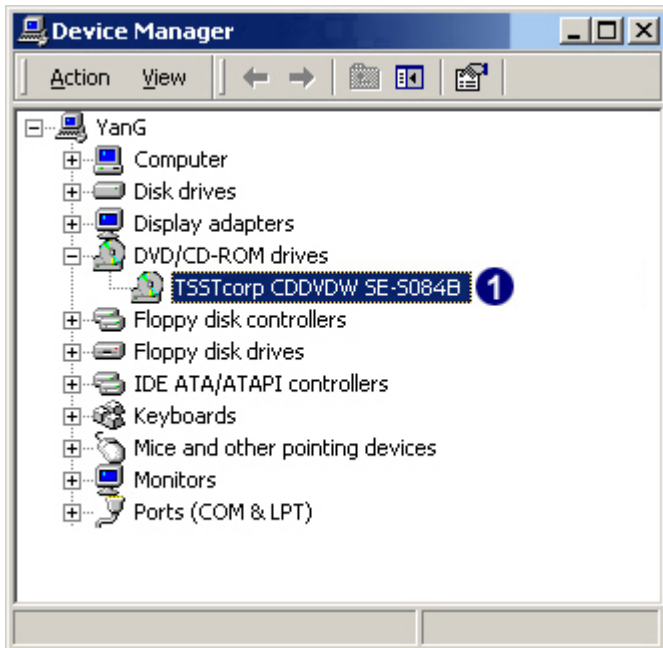 Device Manager
Action View
YanG
Computer
Disk drives
Display adapters
DVD/CD-ROM drives
TSSTcorp CDDVDW SE-S084B 1
Floppy disk controllers
Floppy disk drives
IDE ATA/ATAPI controllers
Keyboards
Mice and other pointing devices
Monitors
Ports (COM & LPT)